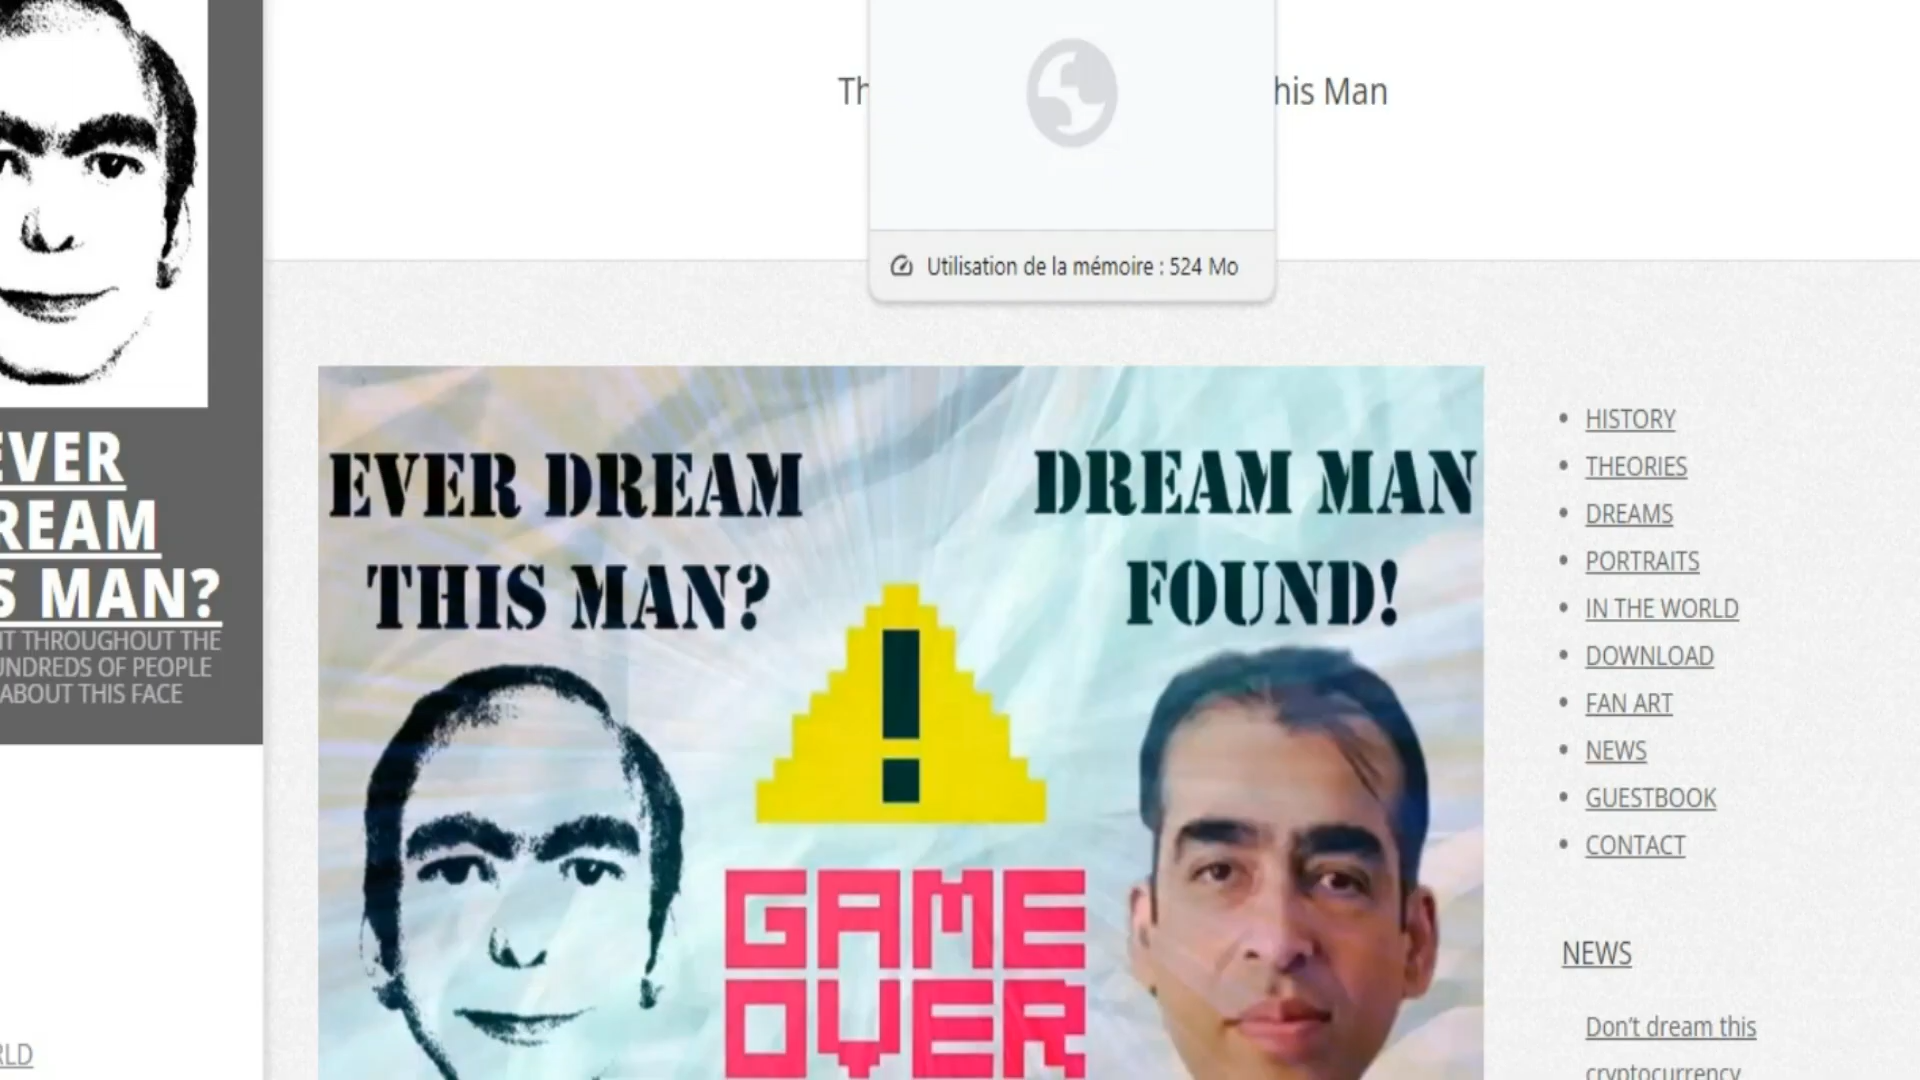 Th
his Man
Utilisation de la mémoire : 524 Mo
EVER
REAM
S MAN?
IT THROUGHOUT THE
UNDREDS OF PEOPLE
ABOUT THIS FACE
RLD
EVER DREAM
THIS MAN?
DREAM MAN
FOUND!
GAME
OVER
HISTORY
THEORIES
DREAMS
PORTRAITS
IN THE WORLD
DOWNLOAD
FAN ART
NEWS
GUESTBOOK
CONTACT
NEWS
Don’t dream this
cryptocurrency